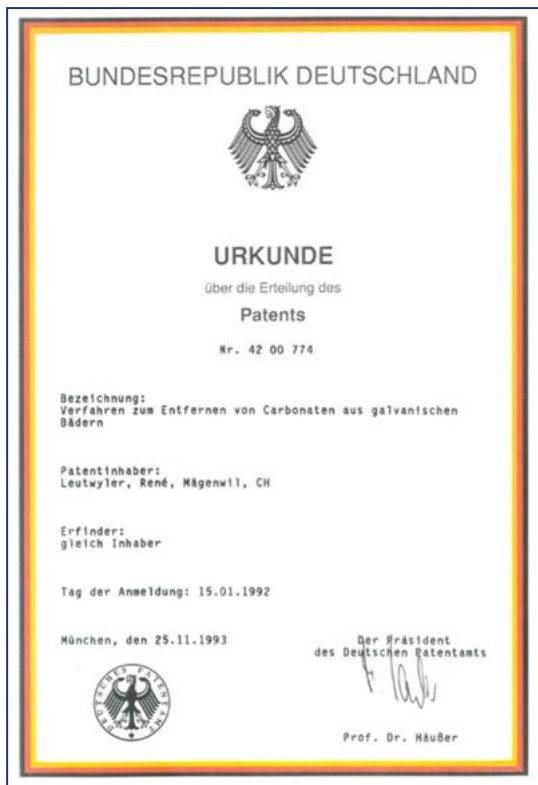 BUNDESREPUBLIK DEUTSCHLAND
URKUNDE
über die Erteilung des
Patents
Nr. 42 00 774
Bezeichnung:
Verfahren zum Entfernen von Carbonaten aus galvanischen
Bädern
Patentinhaber:
Leutwyler, René, Mägenwil, CH
Erfinder:
gleich Inhaber
Tag der Anmeldung: 15.01.1992
München, den 25.11.1993
Der Präsident
des Deutschen Patentamts
DEUTSCHES PATENTAMT
Prof. Dr. Häußer